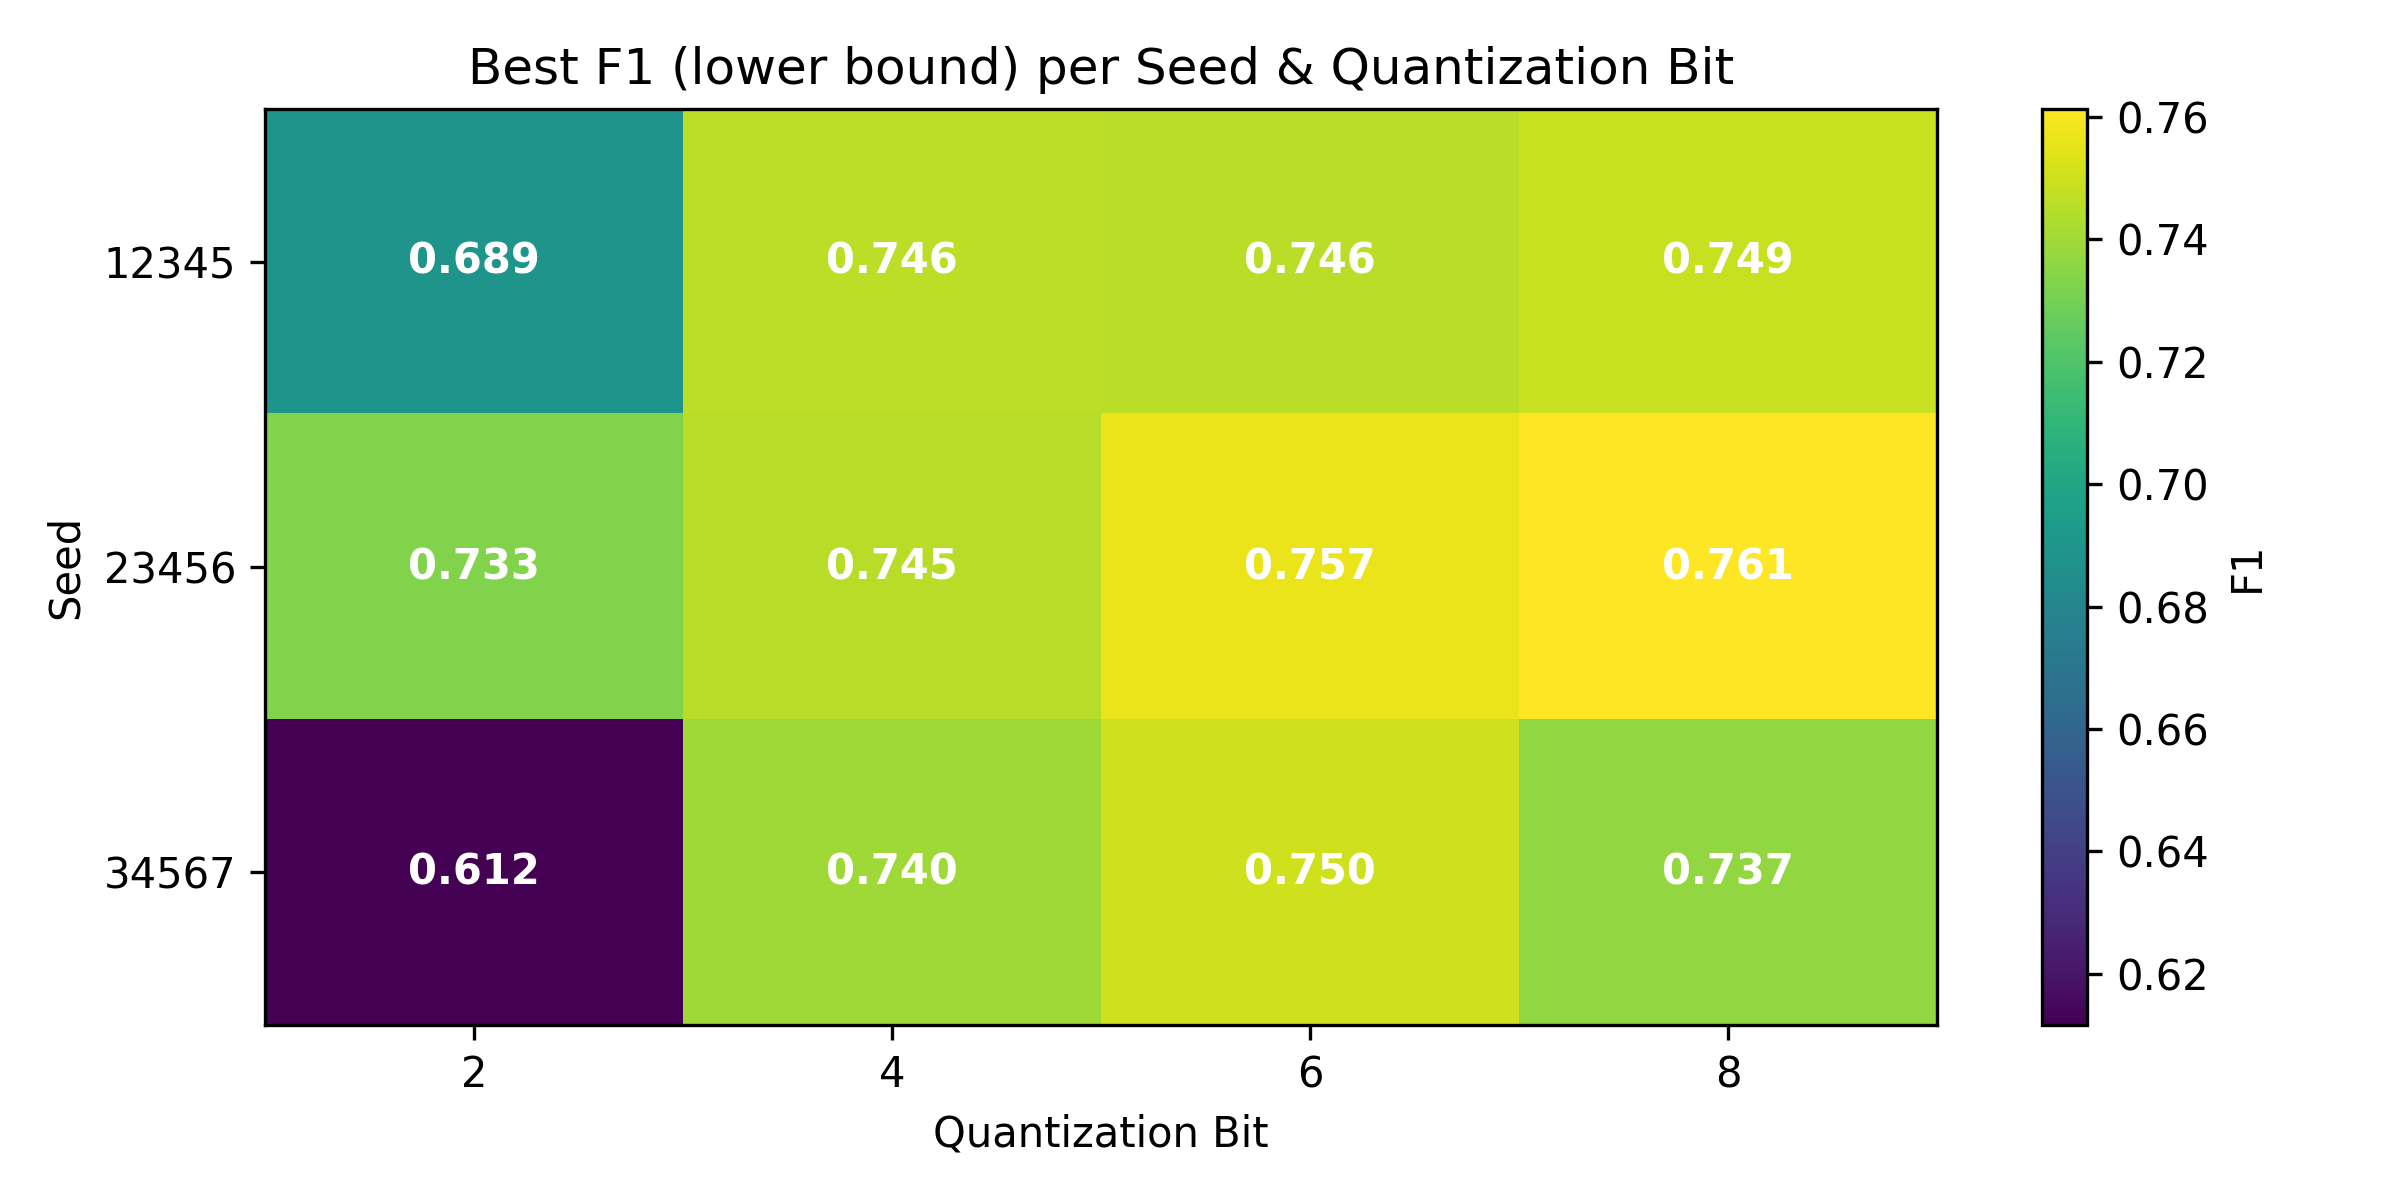 Best F1 (lower bound) per Seed & Quantization Bit
12345 0.689 0.746 0.746 0.749
23456 0.733 0.745 0.757 0.761
34567 0.612 0.740 0.750 0.737
2 4 6 8
Quantization Bit
Seed
0.76
0.74
0.72
0.70
0.68
0.66
0.64
0.62
F1